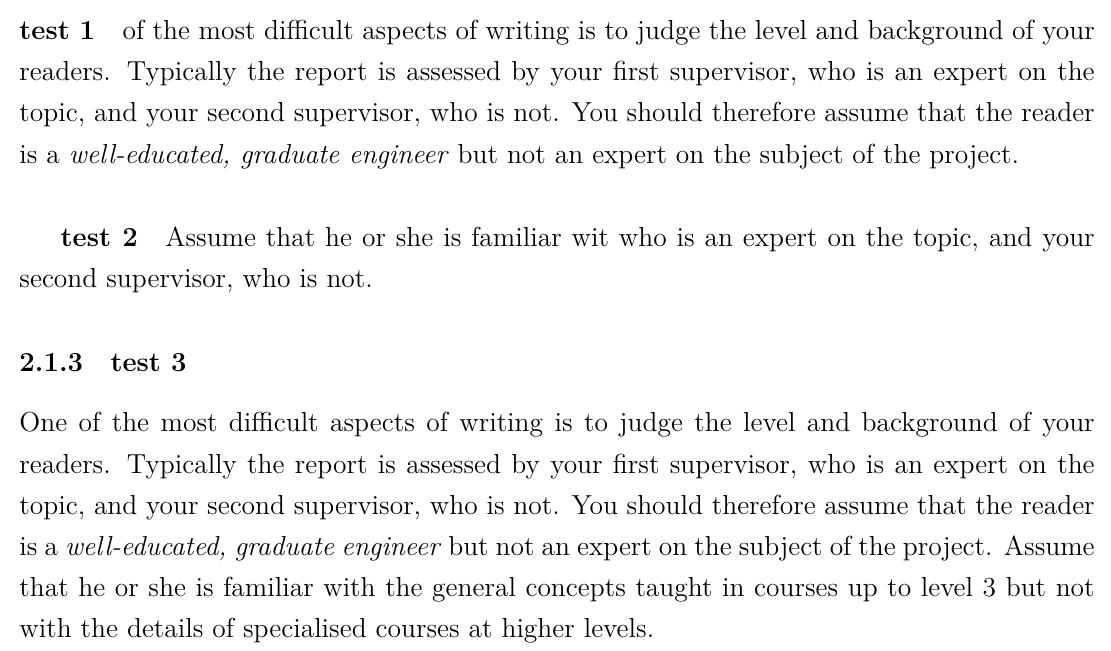 test 1 of the most difficult aspects of writing is to judge the level and background of your
readers. Typically the report is assessed by your first supervisor, who is an expert on the
topic, and your second supervisor, who is not. You should therefore assume that the reader
is a well-educated, graduate engineer but not an expert on the subject of the project.
test 2 Assume that he or she is familiar wit who is an expert on the topic, and your
second supervisor, who is not.
2.1.3 test 3
One of the most difficult aspects of writing is to judge the level and background of your
readers. Typically the report is assessed by your first supervisor, who is an expert on the
topic, and your second supervisor, who is not. You should therefore assume that the reader
is a well-educated, graduate engineer but not an expert on the subject of the project. Assume
that he or she is familiar with the general concepts taught in courses up to level 3 but not
with the details of specialised courses at higher levels.